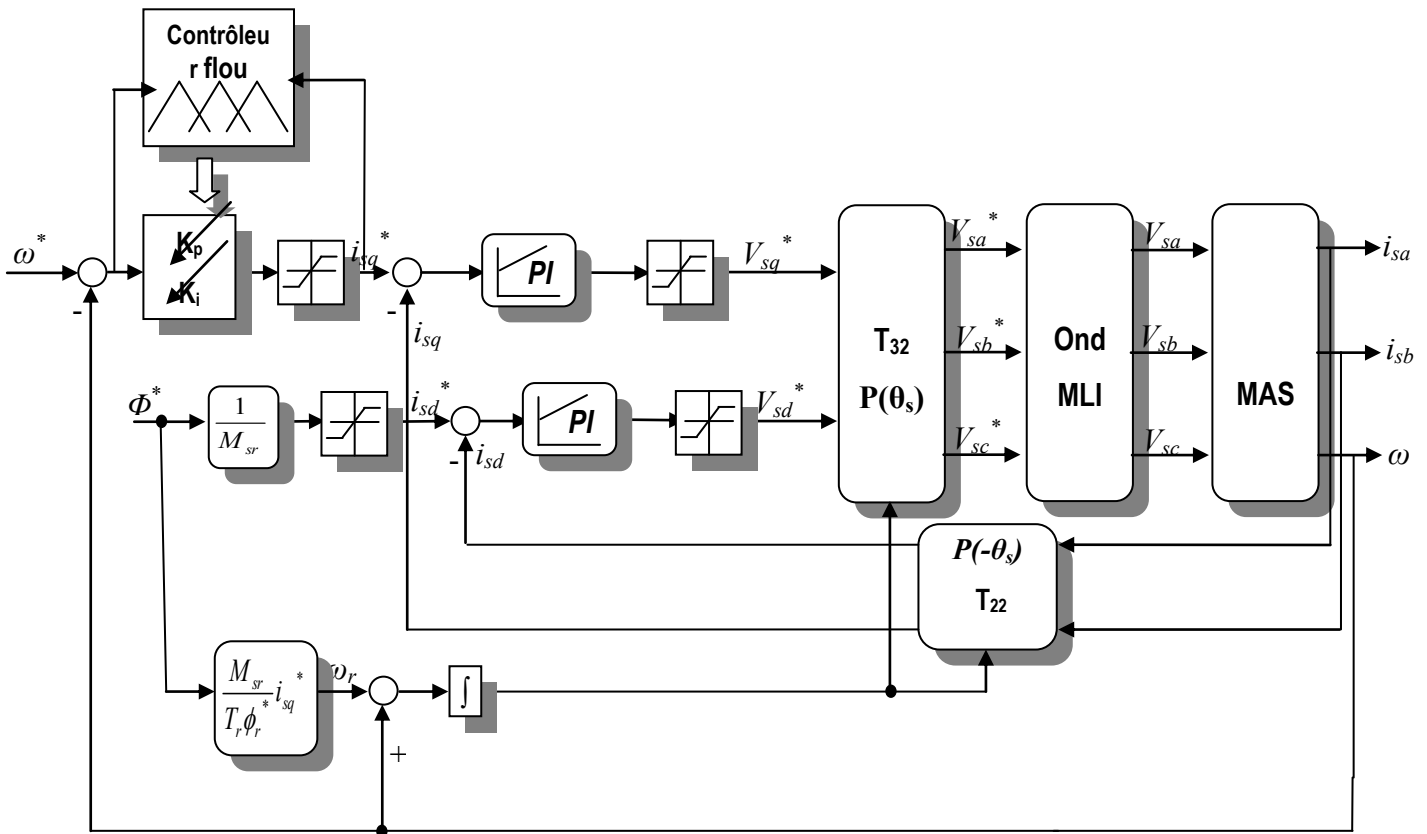 Contrôleu
r flou
ω*
-
Kp
Ki
isq*
-
isq
PI
Vsq*
T32
P(θs)
Vsa*
Vsb*
Vsc*
Ond
MLI
Vsa
Vsb
Vsc
MAS
isa
isb
ω
Φ*
1
Msr
isd*
-
isd
PI
Vsd*
P(-θs)
T22
Msr
Trϕr*
isq*
ωr
+
∫